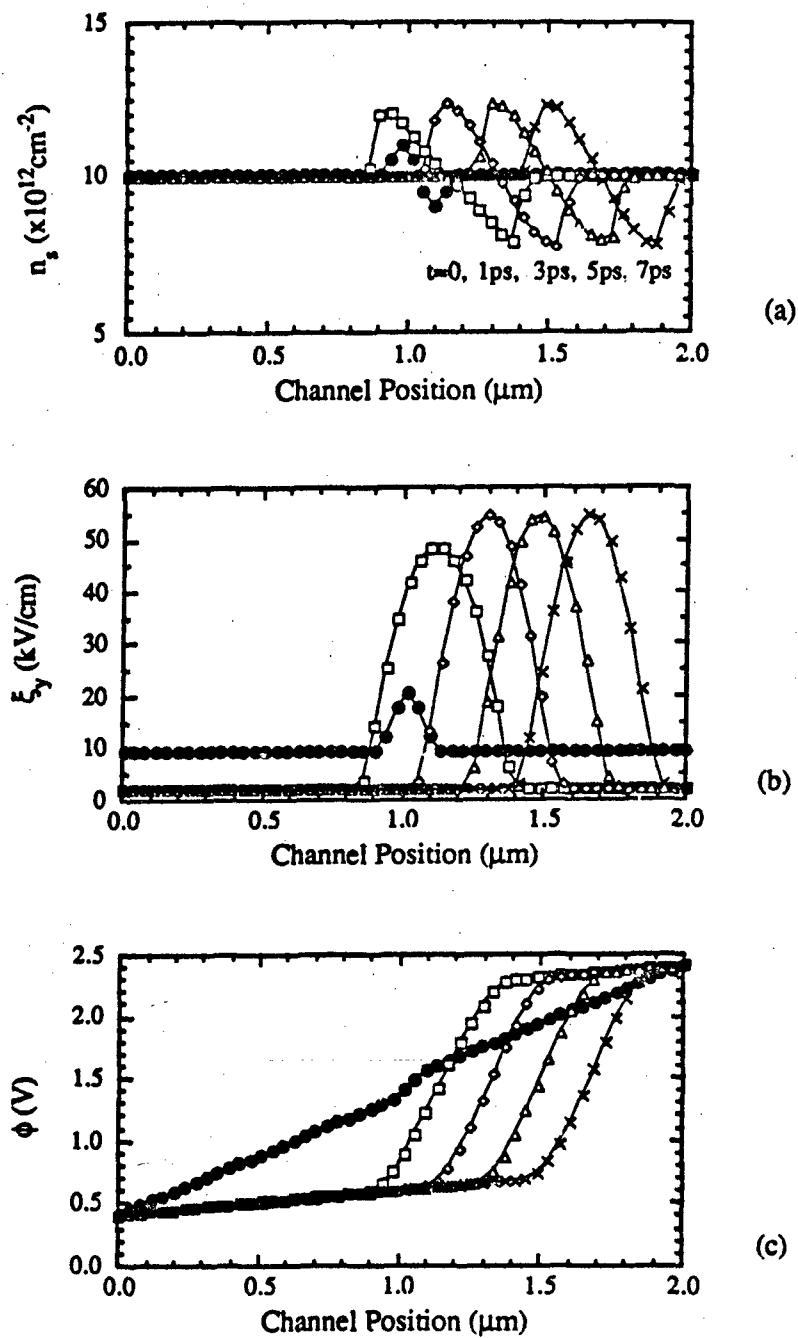 15
10
5
n_s (x10^12 cm^-2)
t=0, 1ps, 3ps, 5ps, 7ps
0.0 0.5 1.0 1.5 2.0
Channel Position (μm)
(a)
60
50
40
30
20
10
0
ξ_y (kV/cm)
0.0 0.5 1.0 1.5 2.0
Channel Position (μm)
(b)
2.5
2.0
1.5
1.0
0.5
0.0
ϕ (V)
0.0 0.5 1.0 1.5 2.0
Channel Position (μm)
(c)